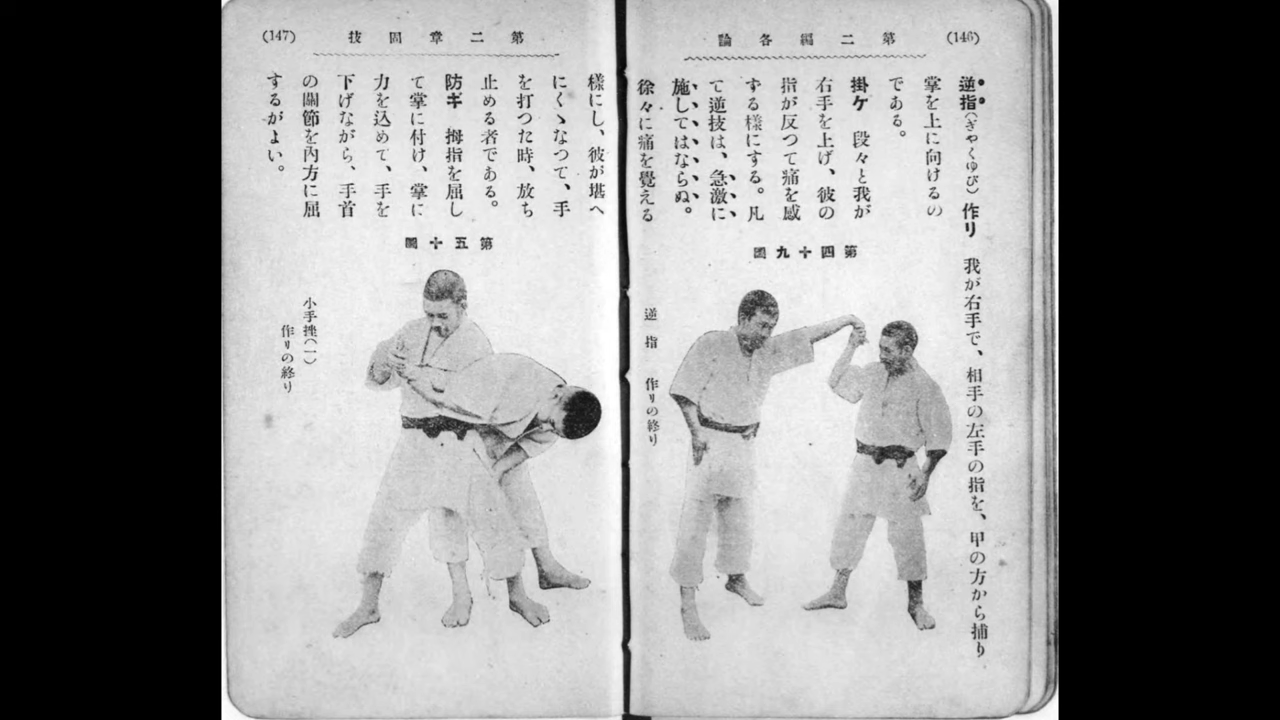 (146)
第二編各論
逆指(ぎやくゆび) 作リ 我が右手で、相手の左手の指を、甲の方から捕り
掌を上に向けるの
である。
掛ケ 段々と我が
右手を上げ、彼の
指が反つて痛を感
ずる樣にする。凡
て逆技は、急激に
施してはならぬ。
徐々に痛を覺える
第四十九圖
逆指 作リの終り
(147)
第二章固技
樣にし、彼が堪へ
にくゝなつて、手
を打つた時、放ち
止める者である。
防ギ 拇指を屈し
て掌に付け、掌に
力を込めて、手を
下げながら、手首
の關節を內方に屈
するがよい。
第五十圖
小手挫(一)
作リの終り